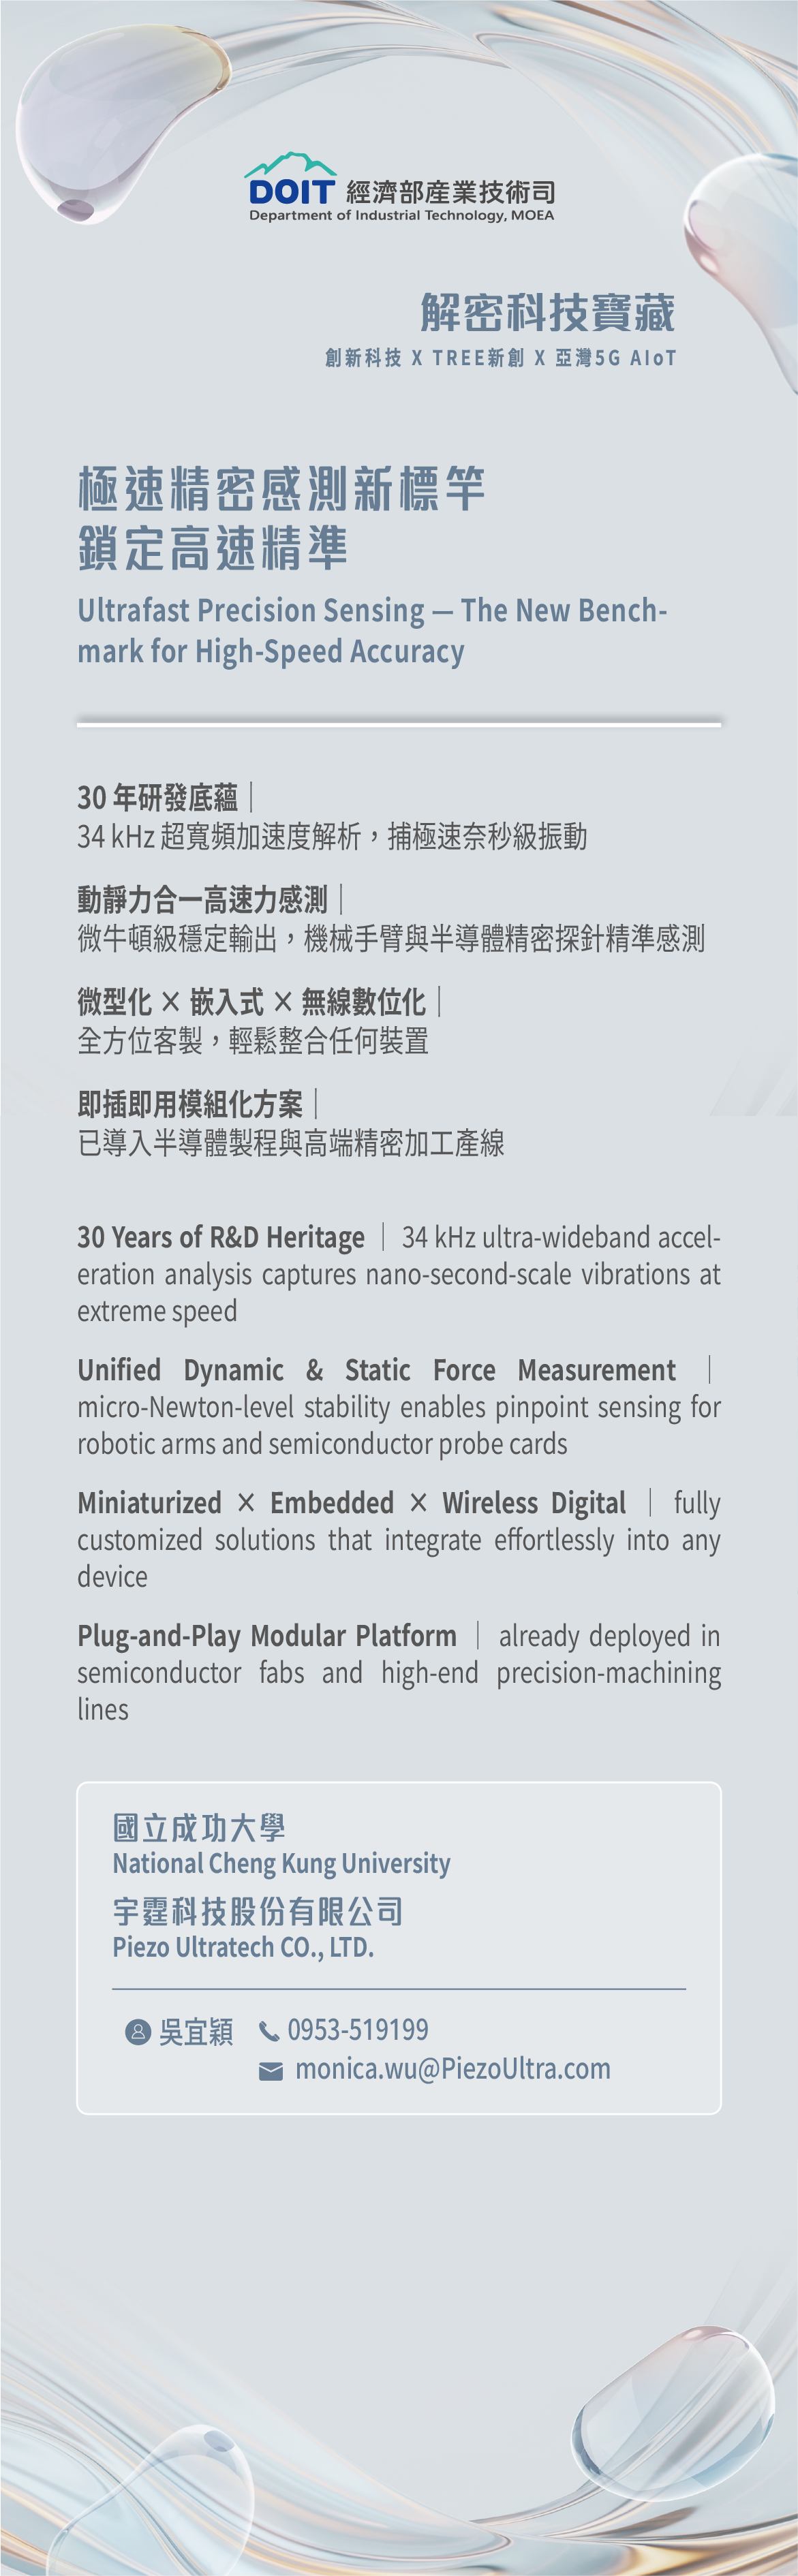 DOIT 經濟部產業技術司
Department of Industrial Technology, MOEA
解密科技寶藏
創新科技 X TREE新創 X 亞灣5G AIoT
極速精密感測新標竿
鎖定高速精準
Ultrafast Precision Sensing — The New Bench-
mark for High-Speed Accuracy
30 年研發底蘊｜
34 kHz 超寬頻加速度解析，捕極速奈秒級振動
動靜力合一高速力感測｜
微牛頓級穩定輸出，機械手臂與半導體精密探針精準感測
微型化 × 嵌入式 × 無線數位化｜
全方位客製，輕鬆整合任何裝置
即插即用模組化方案｜
已導入半導體製程與高端精密加工產線
30 Years of R&D Heritage ｜ 34 kHz ultra-wideband accel-
eration analysis captures nano-second-scale vibrations at
extreme speed
Unified Dynamic & Static Force Measurement ｜
micro-Newton-level stability enables pinpoint sensing for
robotic arms and semiconductor probe cards
Miniaturized × Embedded × Wireless Digital ｜ fully
customized solutions that integrate effortlessly into any
device
Plug-and-Play Modular Platform ｜ already deployed in
semiconductor fabs and high-end precision-machining
lines
國立成功大學
National Cheng Kung University
宇霆科技股份有限公司
Piezo Ultratech CO., LTD.
吳宜穎 0953-519199
monica.wu@PiezoUltra.com